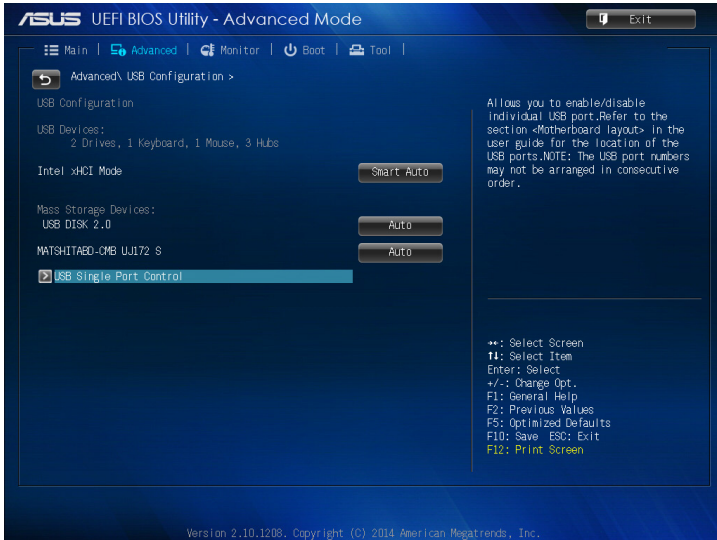 ASUS UEFI BIOS Utility - Advanced Mode
Exit
Main
Advanced
Monitor
Boot
Tool
Advanced\ USB Configuration >
USB Configuration
USB Devices:
2 Drives, 1 Keyboard, 1 Mouse, 3 Hubs
Intel xHCI Mode
Smart Auto
Mass Storage Devices:
USB DISK 2.0
Auto
MATSHITABD-CMB UJ172 S
Auto
USB Single Port Control
Allows you to enable/disable
individual USB port.Refer to the
section <Motherboard layout> in the
user guide for the location of the
USB ports.NOTE: The USB port numbers
may not be arranged in consecutive
order.
→←: Select Screen
↑↓: Select Item
Enter: Select
+/-: Change Opt.
F1: General Help
F2: Previous Values
F5: Optimized Defaults
F10: Save ESC: Exit
F12: Print Screen
Version 2.10.1208. Copyright (C) 2014 American Megatrends, Inc.